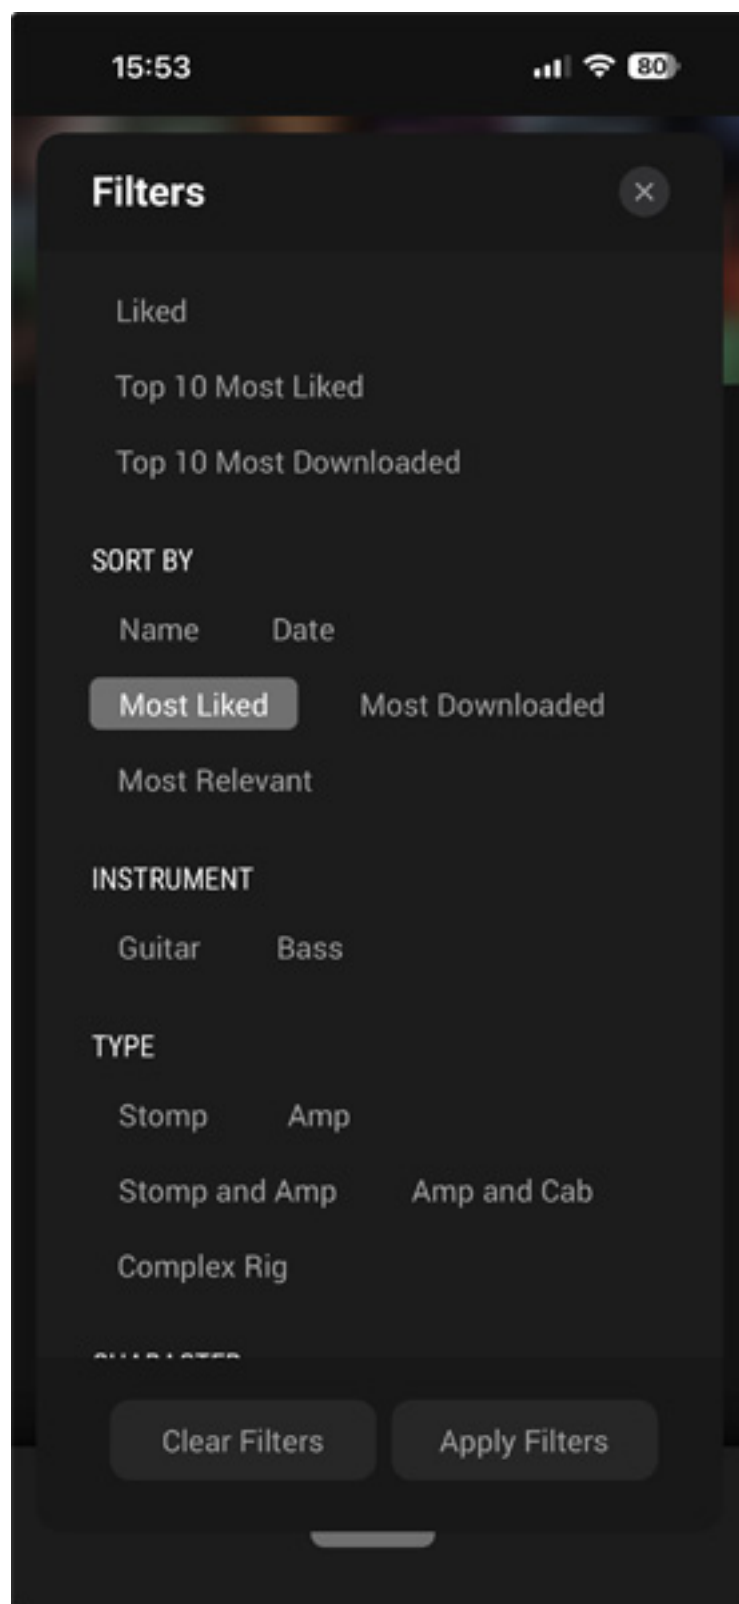 15:53 80
Filters
Liked
Top 10 Most Liked
Top 10 Most Downloaded
SORT BY
Name Date
Most Liked Most Downloaded
Most Relevant
INSTRUMENT
Guitar Bass
TYPE
Stomp Amp
Stomp and Amp Amp and Cab
Complex Rig
CHARACTER
Clear Filters Apply Filters